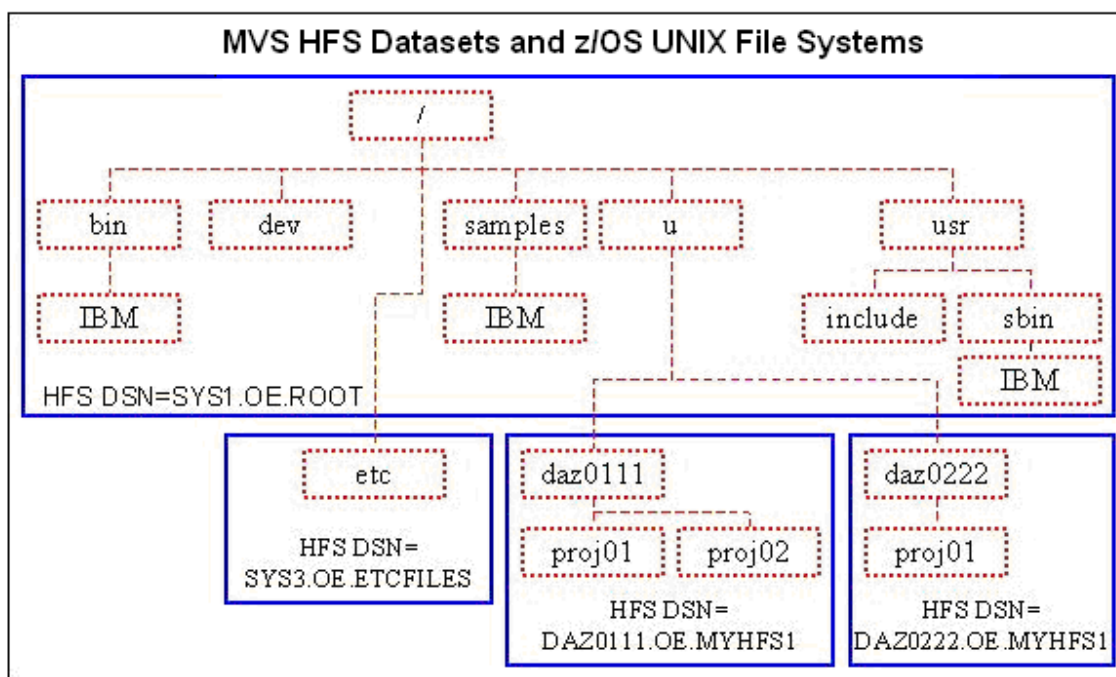 MVS HFS Datasets and z/OS UNIX File Systems
/
bin
dev
samples
u
usr
IBM
IBM
include
sbin
IBM
HFS DSN=SYS1.OE.ROOT
etc
HFS DSN=
SYS3.OE.ETCFILES
daz0111
proj01
proj02
HFS DSN=
DAZ0111.OE.MYHFS1
daz0222
proj01
HFS DSN=
DAZ0222.OE.MYHFS1